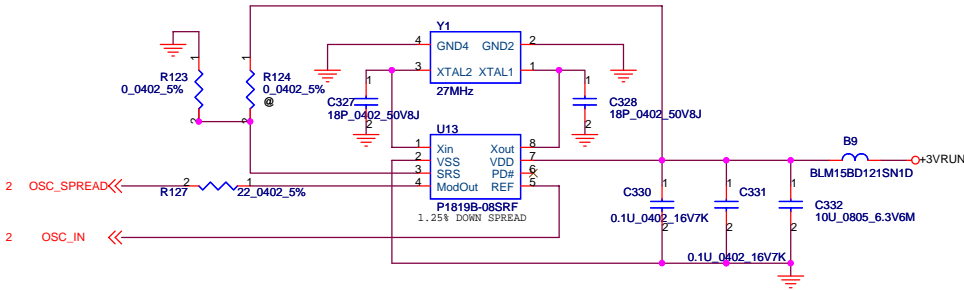 Y1
4 GND4 GND2 2
3 XTAL2 XTAL1 1
27MHz
1
2
R123
0_0402_5%
1
2
R124
0_0402_5%
@
1
2
C327
18P_0402_50V8J
1
2
C328
18P_0402_50V8J
U13
1 Xin Xout 8
2 VSS VDD 7
3 SRS PD# 6
4 ModOut REF 5
P1819B-08SRF
1.25% DOWN SPREAD
B9
BLM15BD121SN1D
+3VRUN
2 OSC_SPREAD
2 1
R127 22_0402_5%
2 OSC_IN
1
2
C330
0.1U_0402_16V7K
1
2
C331
0.1U_0402_16V7K
1
2
C332
10U_0805_6.3V6M